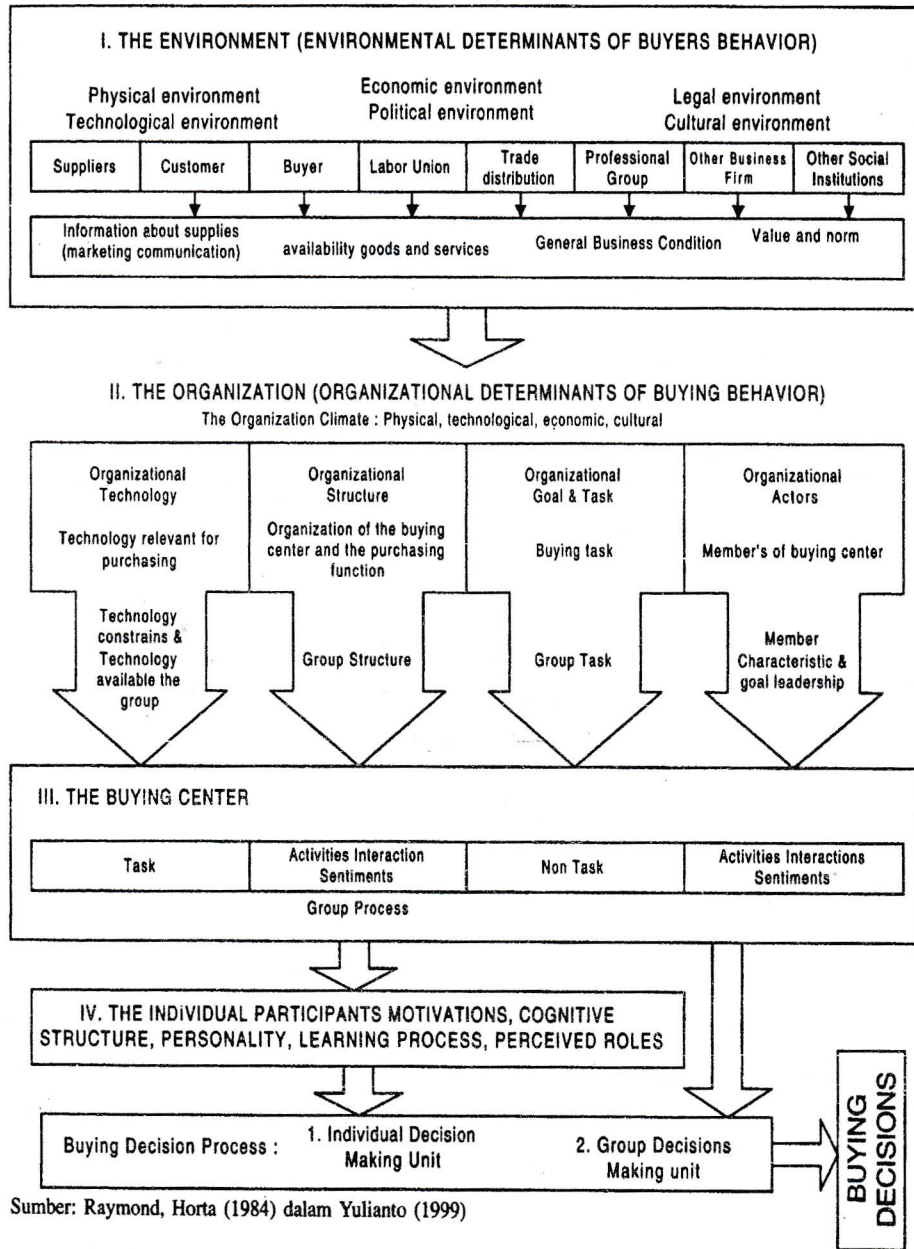 I. THE ENVIRONMENT (ENVIRONMENTAL DETERMINANTS OF BUYERS BEHAVIOR)
Physical environment
Technological environment
Economic environment
Political environment
Legal environment
Cultural environment
Suppliers
Customer
Buyer
Labor Union
Trade
distribution
Professional
Group
Other Business
Firm
Other Social
Institutions
Information about supplies
(marketing communication)
availability goods and services
General Business Condition
Value and norm
II. THE ORGANIZATION (ORGANIZATIONAL DETERMINANTS OF BUYING BEHAVIOR)
The Organization Climate : Physical, technological, economic, cultural
Organizational
Technology
Technology relevant for
purchasing
Technology
constrains &
Technology
available the
group
Organizational
Structure
Organization of the buying
center and the purchasing
function
Group Structure
Organizational
Goal & Task
Buying task
Group Task
Organizational
Actors
Member's of buying center
Member
Characteristic &
goal leadership
III. THE BUYING CENTER
Task
Activities Interaction
Sentiments
Non Task
Activities Interactions
Sentiments
Group Process
IV. THE INDIVIDUAL PARTICIPANTS MOTIVATIONS, COGNITIVE
STRUCTURE, PERSONALITY, LEARNING PROCESS, PERCEIVED ROLES
Buying Decision Process :
1. Individual Decision
Making Unit
2. Group Decisions
Making unit
BUYING
DECISIONS
Sumber: Raymond, Horta (1984) dalam Yulianto (1999)